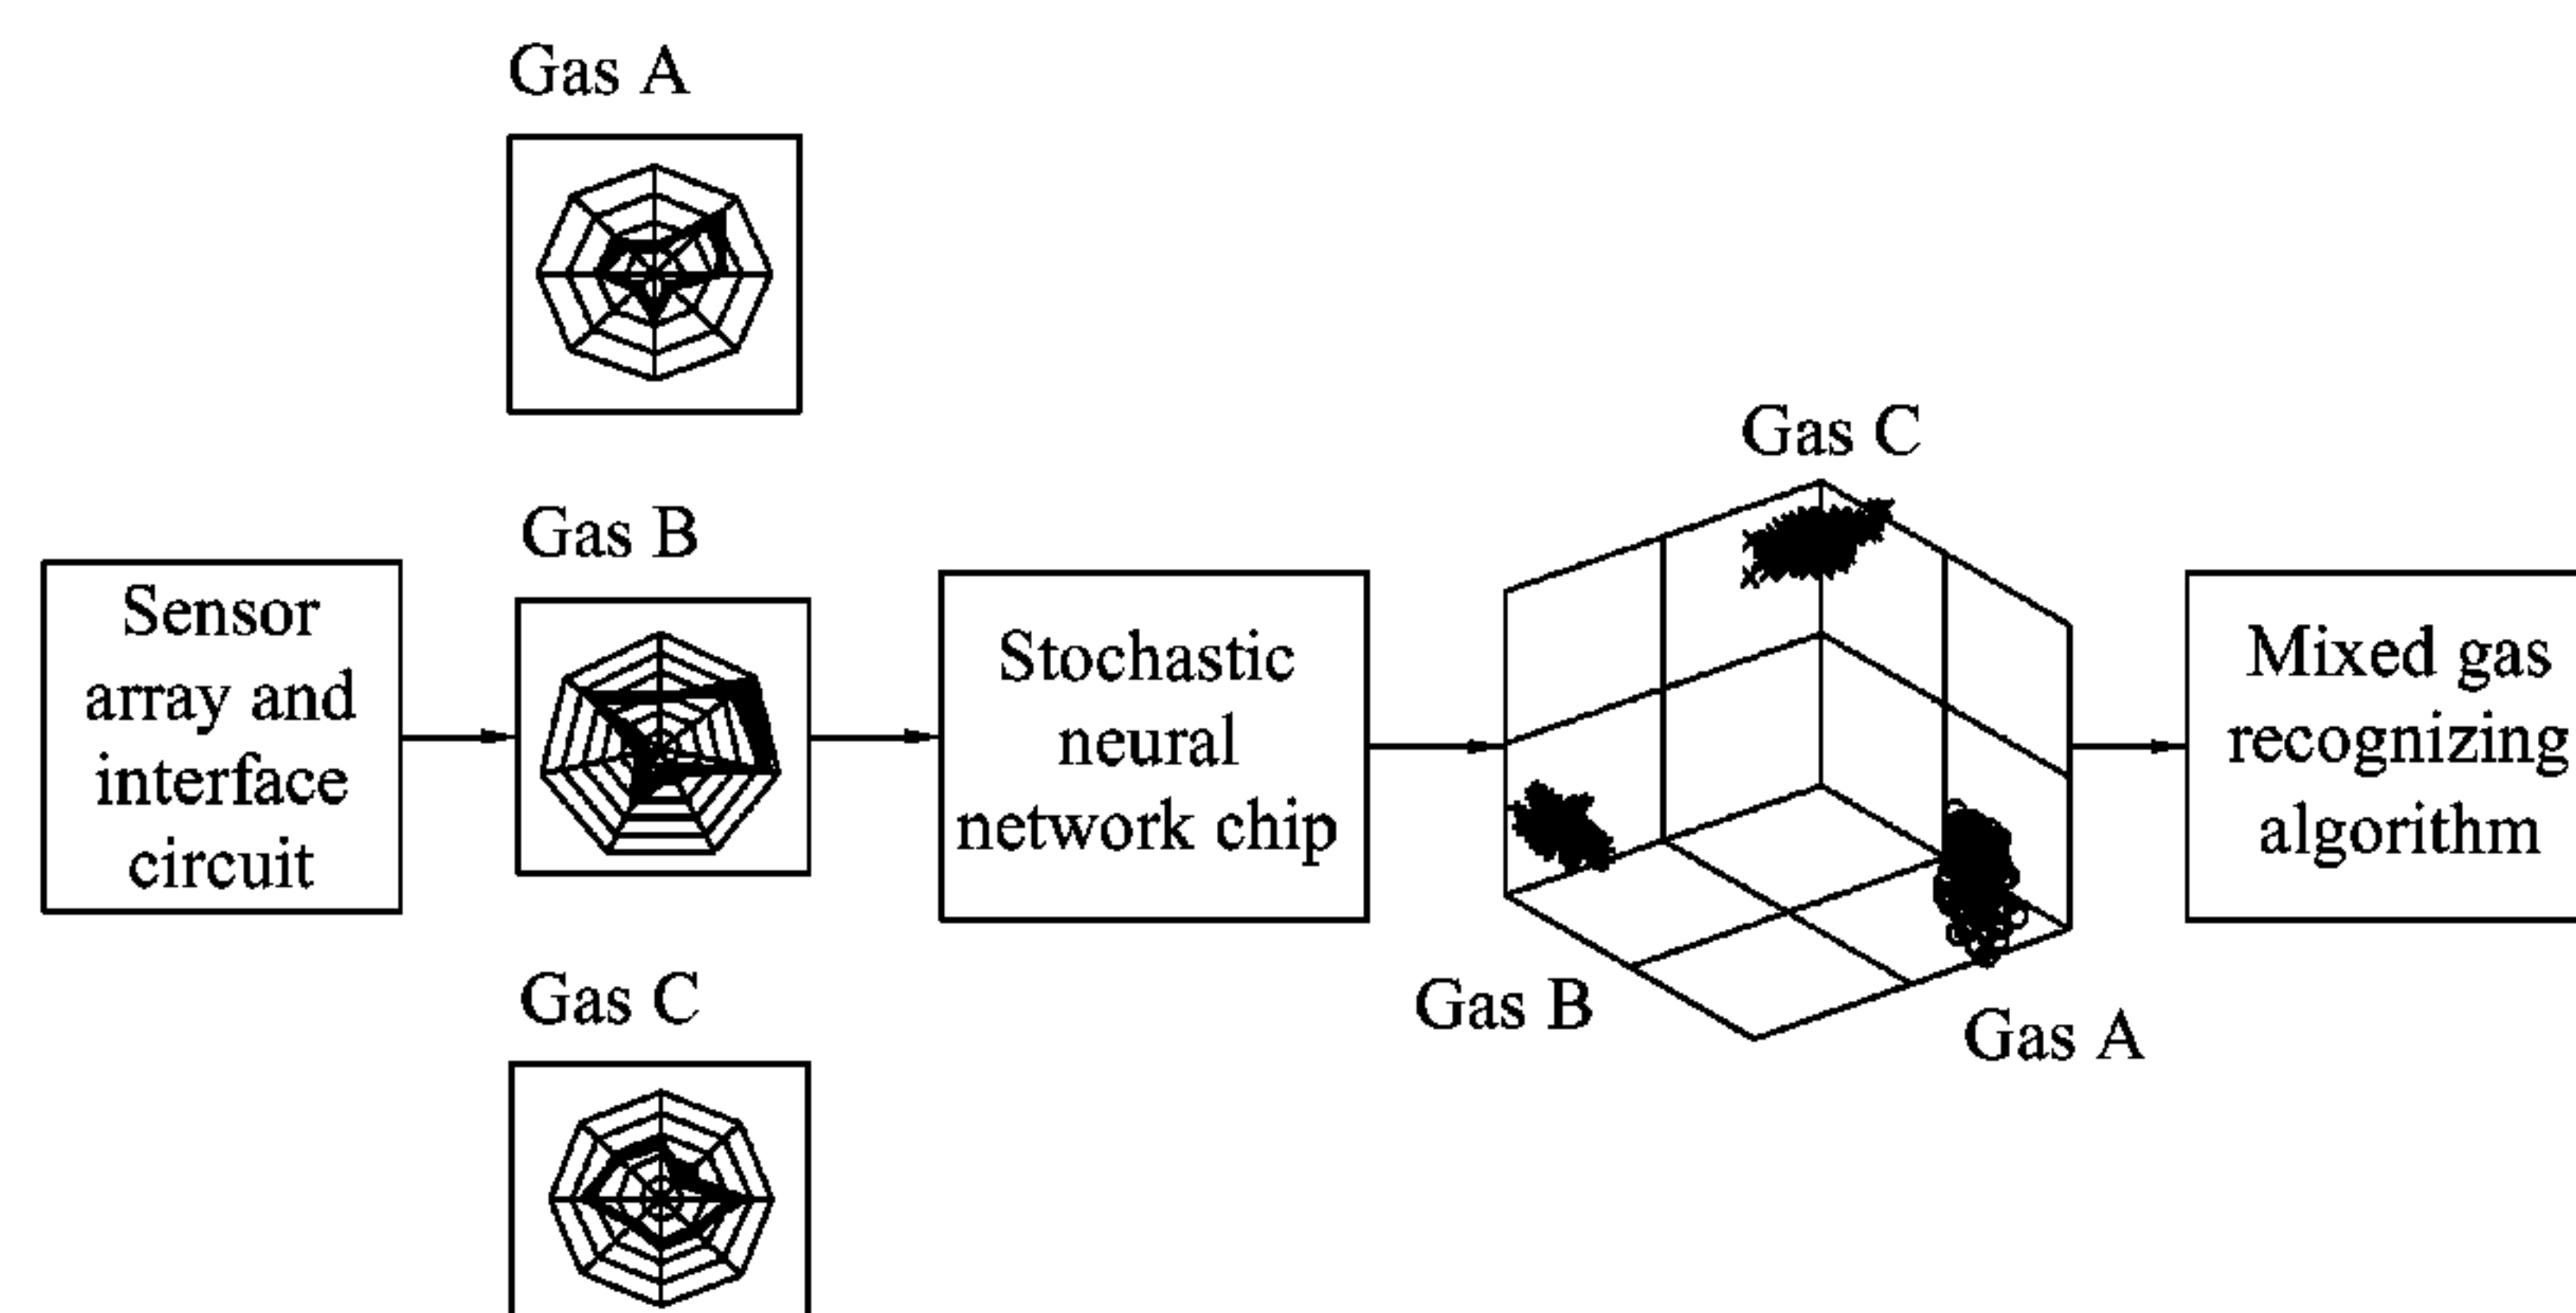 Gas A
Gas B
Gas C
Sensor
array and
interface
circuit
Stochastic
neural
network chip
Gas C
Gas B
Gas A
Mixed gas
recognizing
algorithm